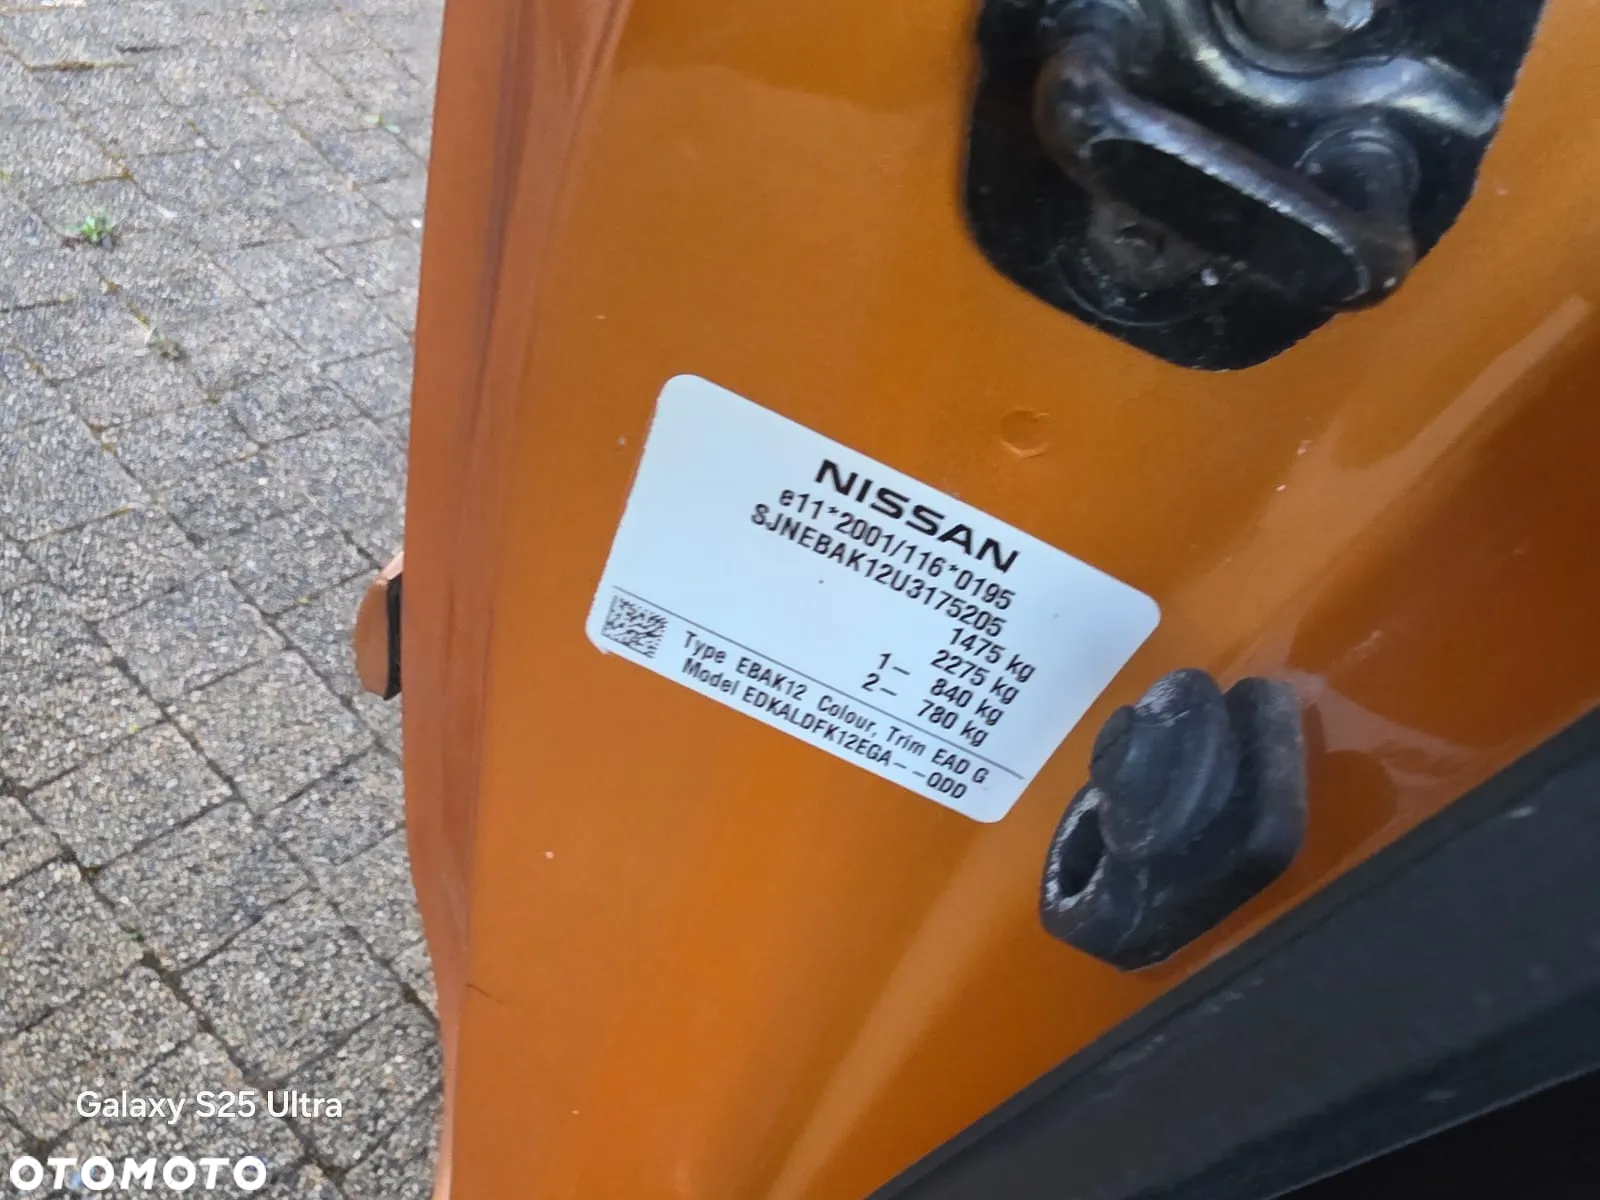 NISSAN
e11*2001/116*0195
SJNEBAK12U3175205
1475 kg
2275 kg
1– 840 kg
2– 780 kg
Type EBAK12 Colour, Trim EAD G
Model EDKALDFK12EGA––QDD
Galaxy S25 Ultra
OTOMOTO